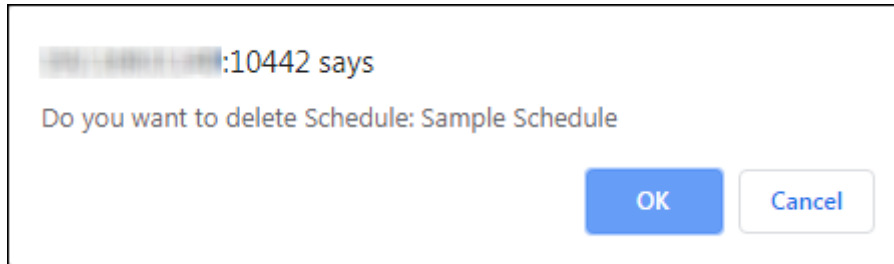 :10442 says
Do you want to delete Schedule: Sample Schedule
OK
Cancel